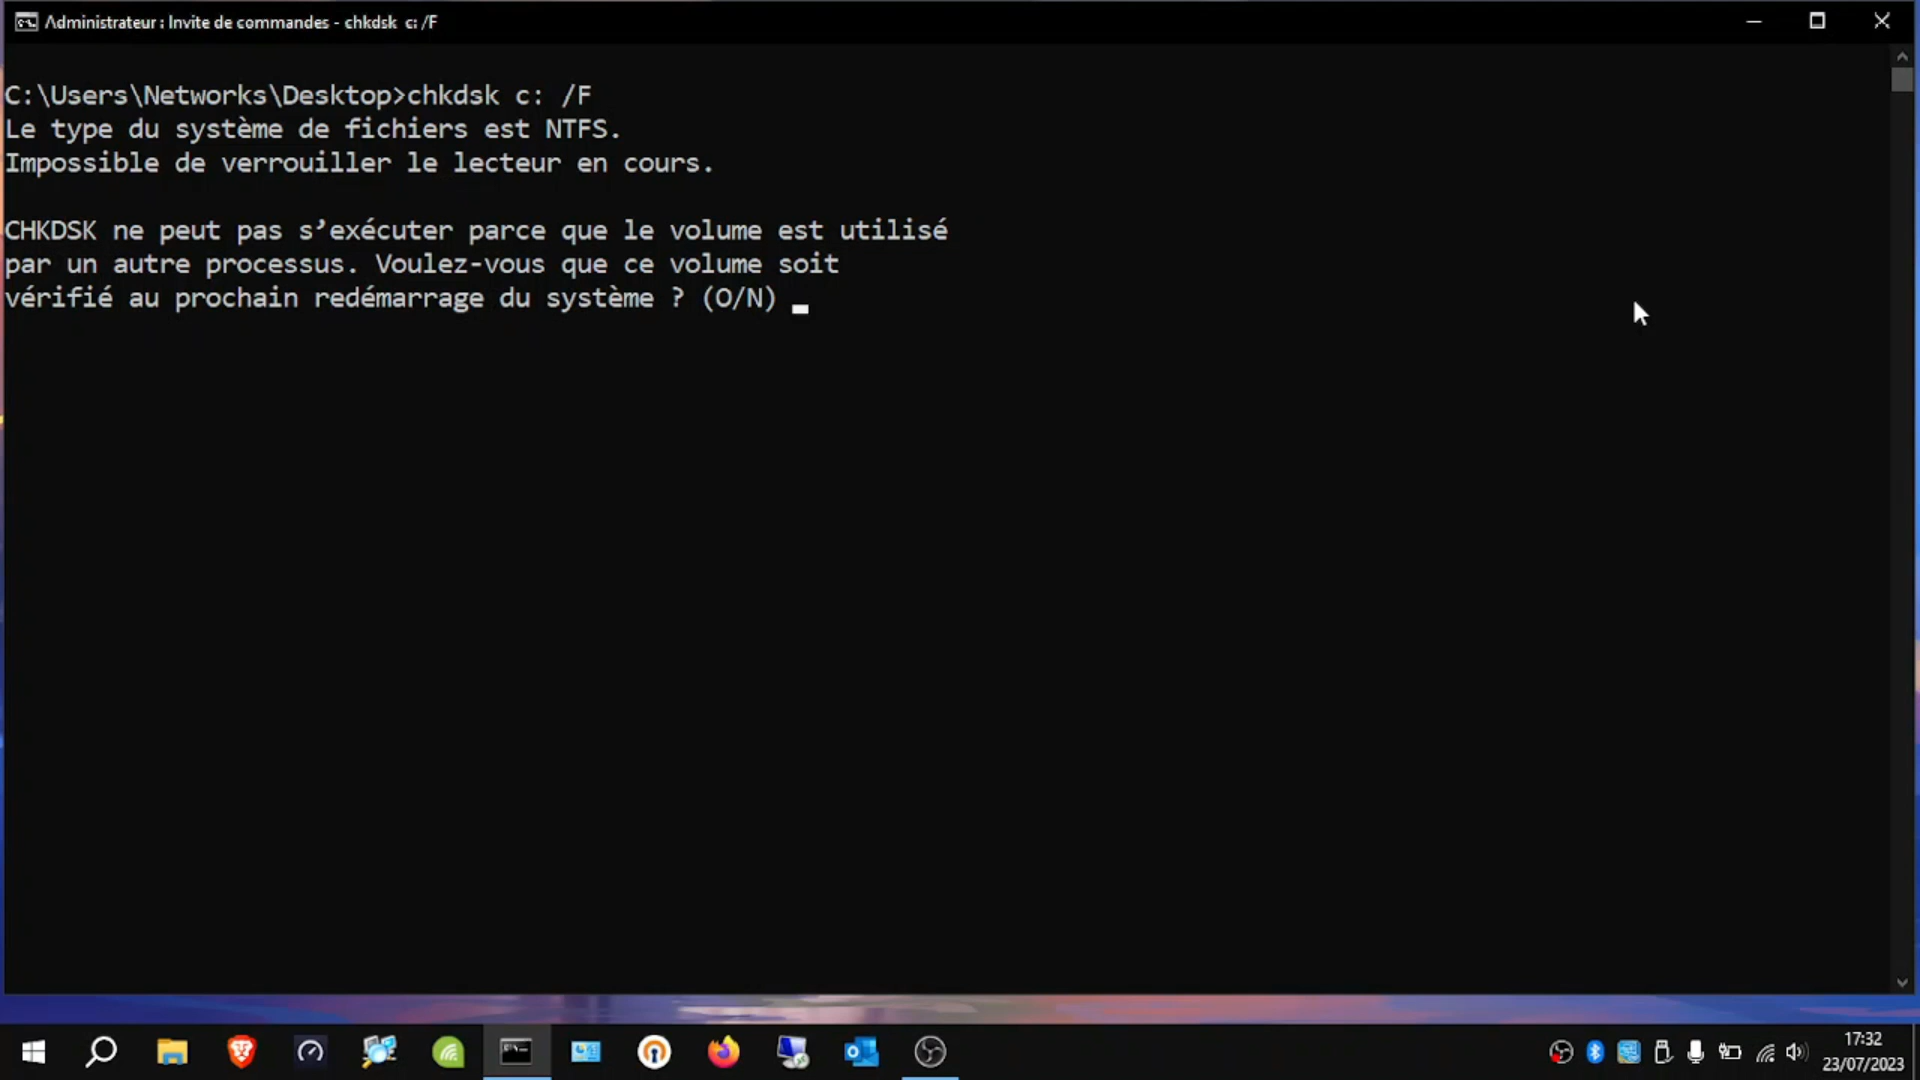 Administrateur : Invite de commandes - chkdsk  c: /F
C:\Users\Networks\Desktop>chkdsk c: /F
Le type du système de fichiers est NTFS.
Impossible de verrouiller le lecteur en cours.
CHKDSK ne peut pas s’exécuter parce que le volume est utilisé
par un autre processus. Voulez-vous que ce volume soit
vérifié au prochain redémarrage du système ? (O/N)
17:32
23/07/2023